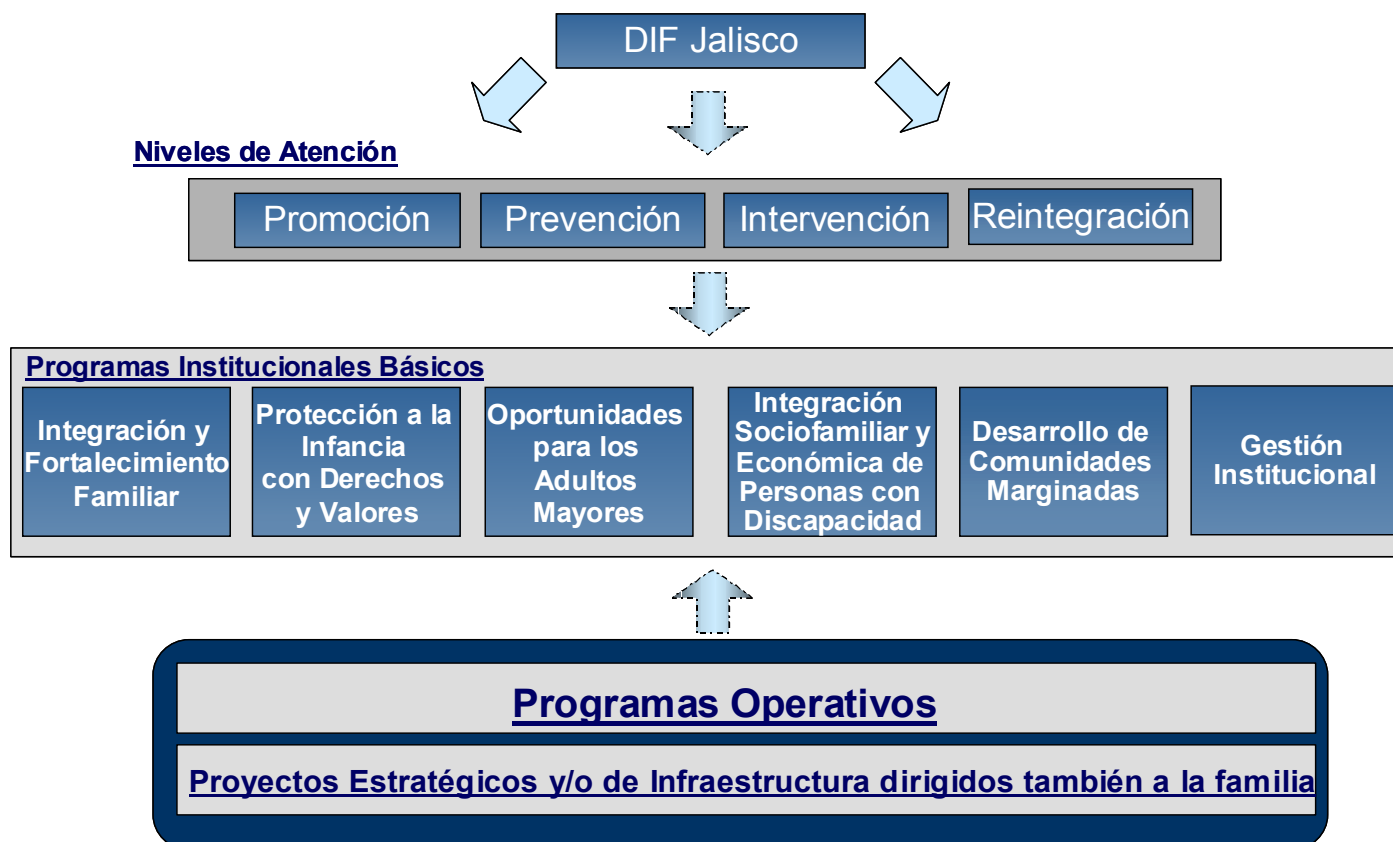 DIF Jalisco
Niveles de Atención
Promoción
Prevención
Intervención
Reintegración
Programas Institucionales Básicos
Integración y
Fortalecimiento
Familiar
Protección a la
Infancia
con Derechos
y Valores
Oportunidades
para los
Adultos
Mayores
Integración
Sociofamiliar y
Económica de
Personas con
Discapacidad
Desarrollo de
Comunidades
Marginadas
Gestión
Institucional
Programas Operativos
Proyectos Estratégicos y/o de Infraestructura dirigidos también a la familia